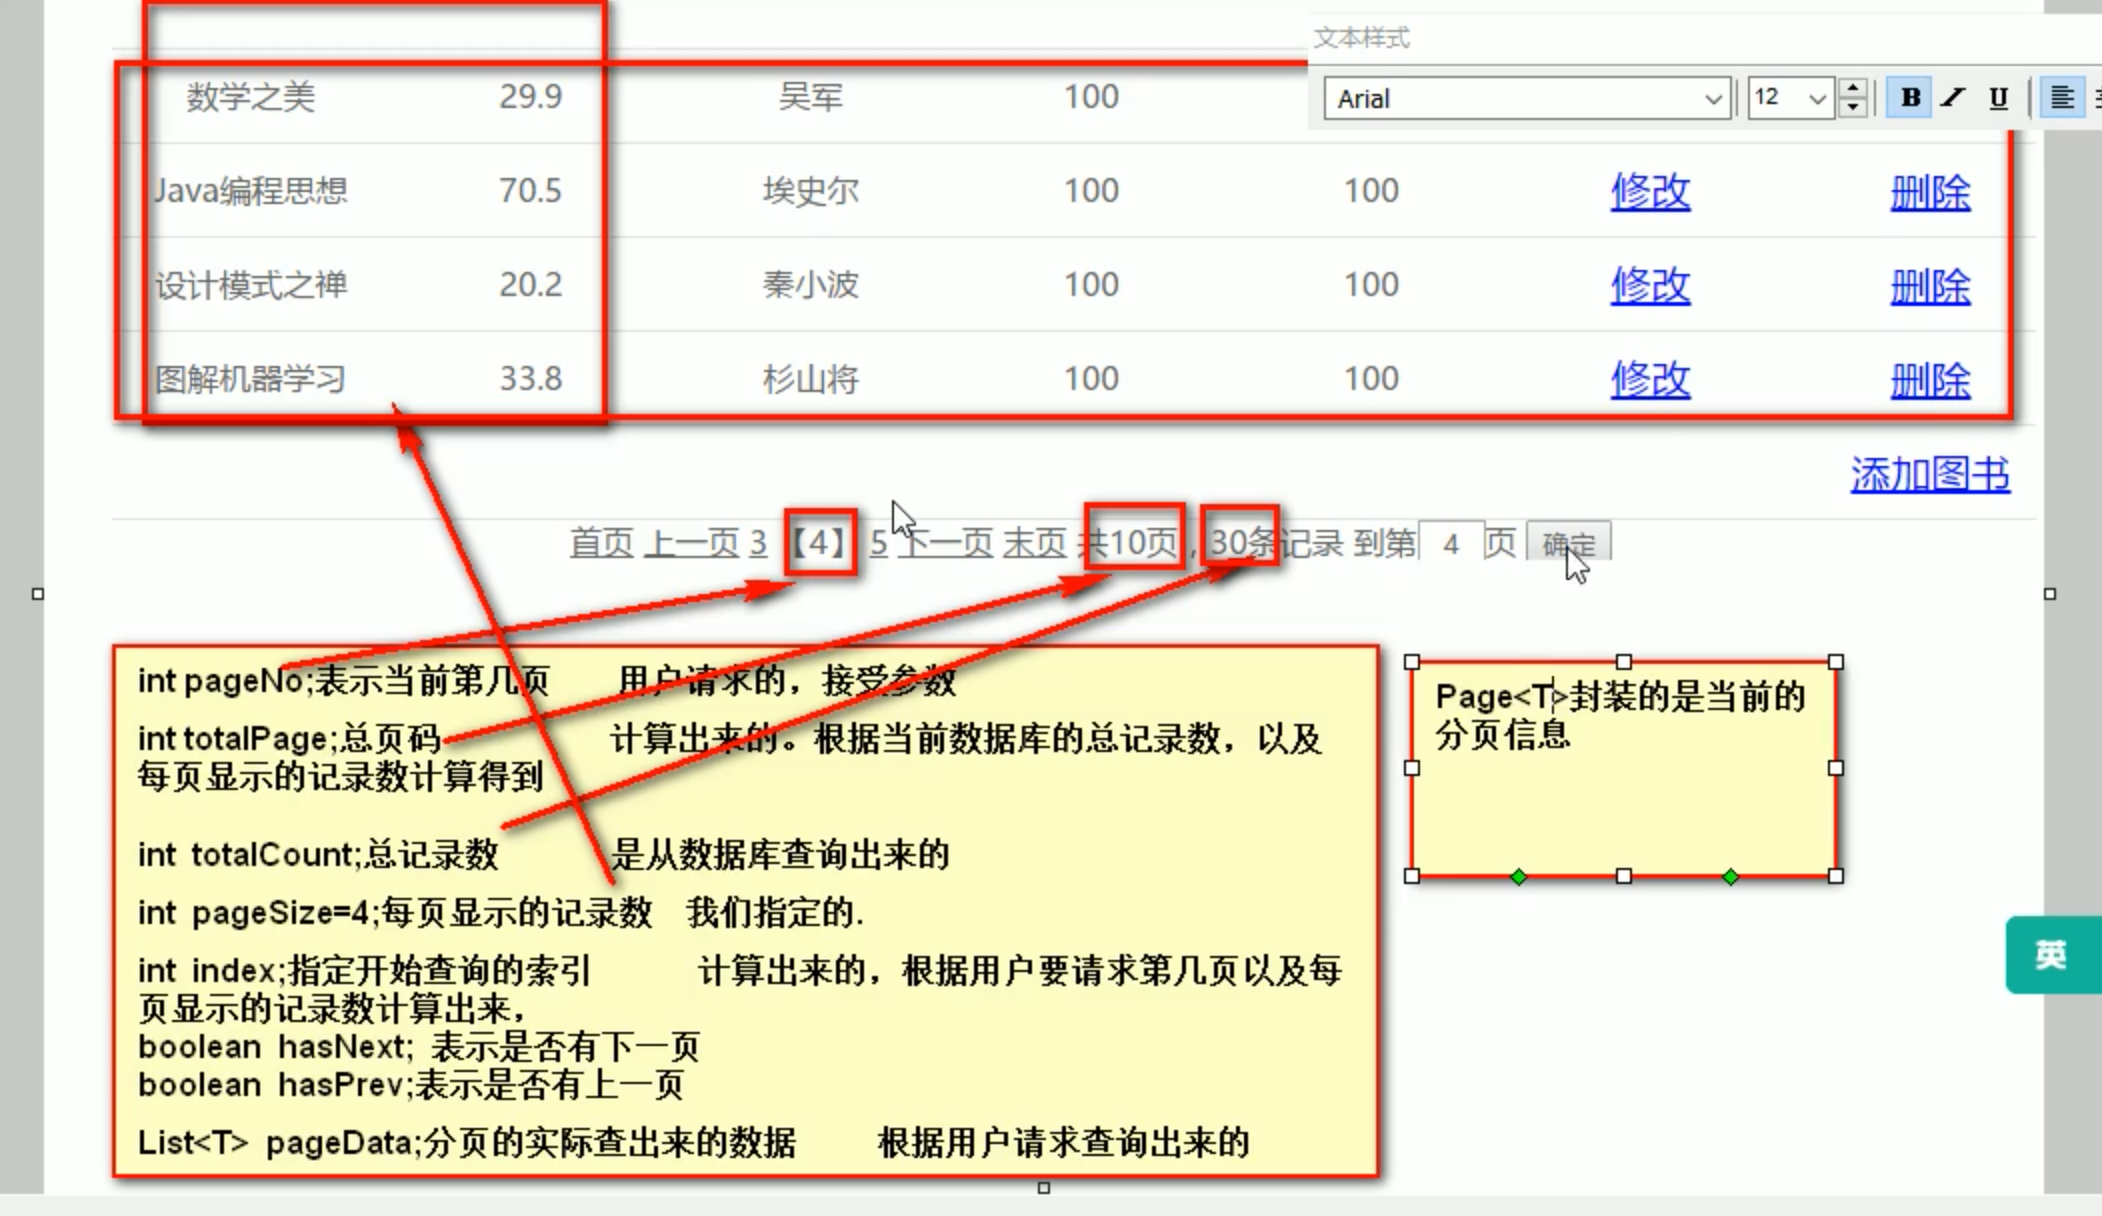 文本样式
Arial 12 B I U
数学之美 29.9 吴军 100
Java编程思想 70.5 埃史尔 100 100 修改 删除
设计模式之禅 20.2 秦小波 100 100 修改 删除
图解机器学习 33.8 杉山将 100 100 修改 删除
添加图书
首页 上一页 3 【4】 5 下一页 末页 共10页，30条记录 到第 4 页 确定
int pageNo;表示当前第几页 用户请求的，接受参数
int totalPage;总页码 计算出来的。根据当前数据库的总记录数，以及
每页显示的记录数计算得到
int totalCount;总记录数 是从数据库查询出来的
int pageSize=4;每页显示的记录数 我们指定的.
int index;指定开始查询的索引 计算出来的，根据用户要请求第几页以及每
页显示的记录数计算出来，
boolean hasNext; 表示是否有下一页
boolean hasPrev;表示是否有上一页
List<T> pageData;分页的实际查出来的数据 根据用户请求查询出来的
Page<T>封装的是当前的
分页信息
英